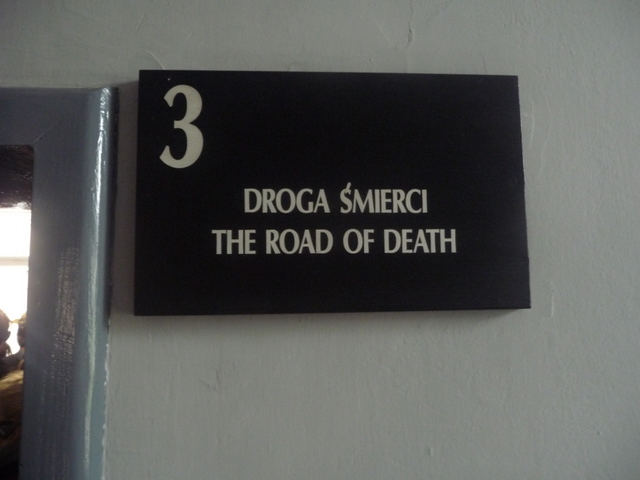 3
DROGA ŚMIERCI
THE ROAD OF DEATH